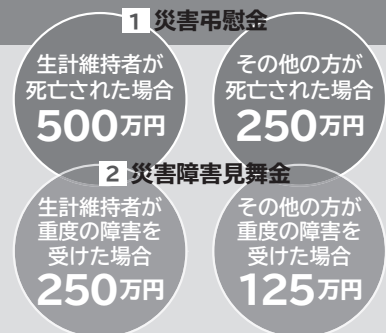 1 災害弔慰金
生計維持者が
死亡された場合
500万円
その他の方が
死亡された場合
250万円
2 災害障害見舞金
生計維持者が
重度の障害を
受けた場合
250万円
その他の方が
重度の障害を
受けた場合
125万円